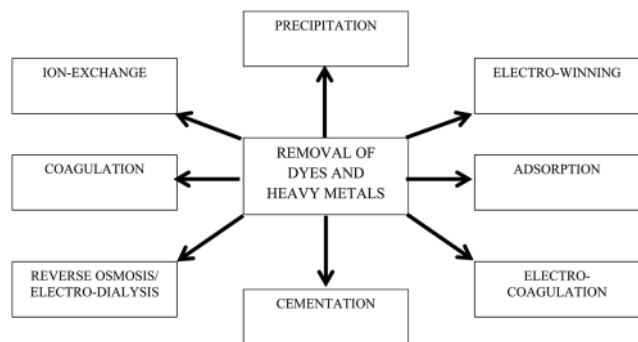 PRECIPITATION
ION-EXCHANGE
ELECTRO-WINNING
REMOVAL OF
DYES AND
HEAVY METALS
COAGULATION
ADSORPTION
REVERSE OSMOSIS/
ELECTRO-DIALYSIS
CEMENTATION
ELECTRO-
COAGULATION